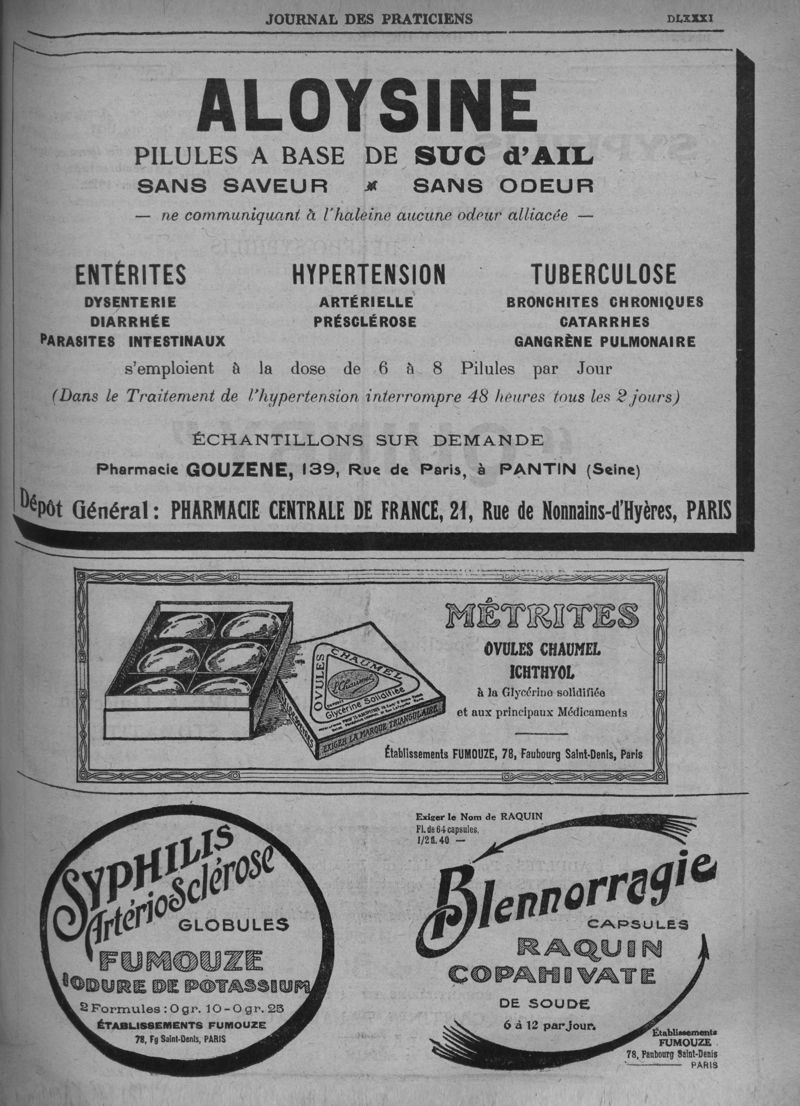 JOURNAL DES PRATICIENS
DLXXXI
ALOYSINE
PILULES A BASE DE SUC d'AIL
SANS SAVEUR SANS ODEUR
— ne communiquant à l'haleine aucune odeur alliacée —
ENTÉRITES
DYSENTERIE
DIARRHÉE
PARASITES INTESTINAUX
HYPERTENSION
ARTÉRIELLE
PRÉSCLÉROSE
TUBERCULOSE
BRONCHITES CHRONIQUES
CATARRHES
GANGRÈNE PULMONAIRE
s'emploient à la dose de 6 à 8 Pilules par Jour
(Dans le Traitement de l'hypertension interrompre 48 heures tous les 2 jours)
ÉCHANTILLONS SUR DEMANDE
Pharmacie GOUZENE, 139, Rue de Paris, à PANTIN (Seine)
Dépôt Général : PHARMACIE CENTRALE DE FRANCE, 21, Rue de Nonnains-d'Hyères, PARIS
OVULES CHAUMEL
Glycérine Solidifiée
EXIGER LA MARQUE TRIANGULAIRE
MÉTRITES
OVULES CHAUMEL
ICHTHYOL
à la Glycérine solidifiée
et aux principaux Médicaments
Établissements FUMOUZE, 78, Faubourg Saint-Denis, Paris
SYPHILIS
ArtérioSclérose
GLOBULES
FUMOUZE
IODURE DE POTASSIUM
2 Formules : 0 gr. 10 - 0 gr. 25
ÉTABLISSEMENTS FUMOUZE
78, Fg Saint-Denis, PARIS
Exiger le Nom de RAQUIN
Fl. de 64 capsules.
1/2 fl. 40 —
Blennorragie
CAPSULES
RAQUIN
COPAHIVATE
DE SOUDE
6 à 12 par Jour.
Établissements
FUMOUZE
78, Faubourg Saint-Denis
PARIS